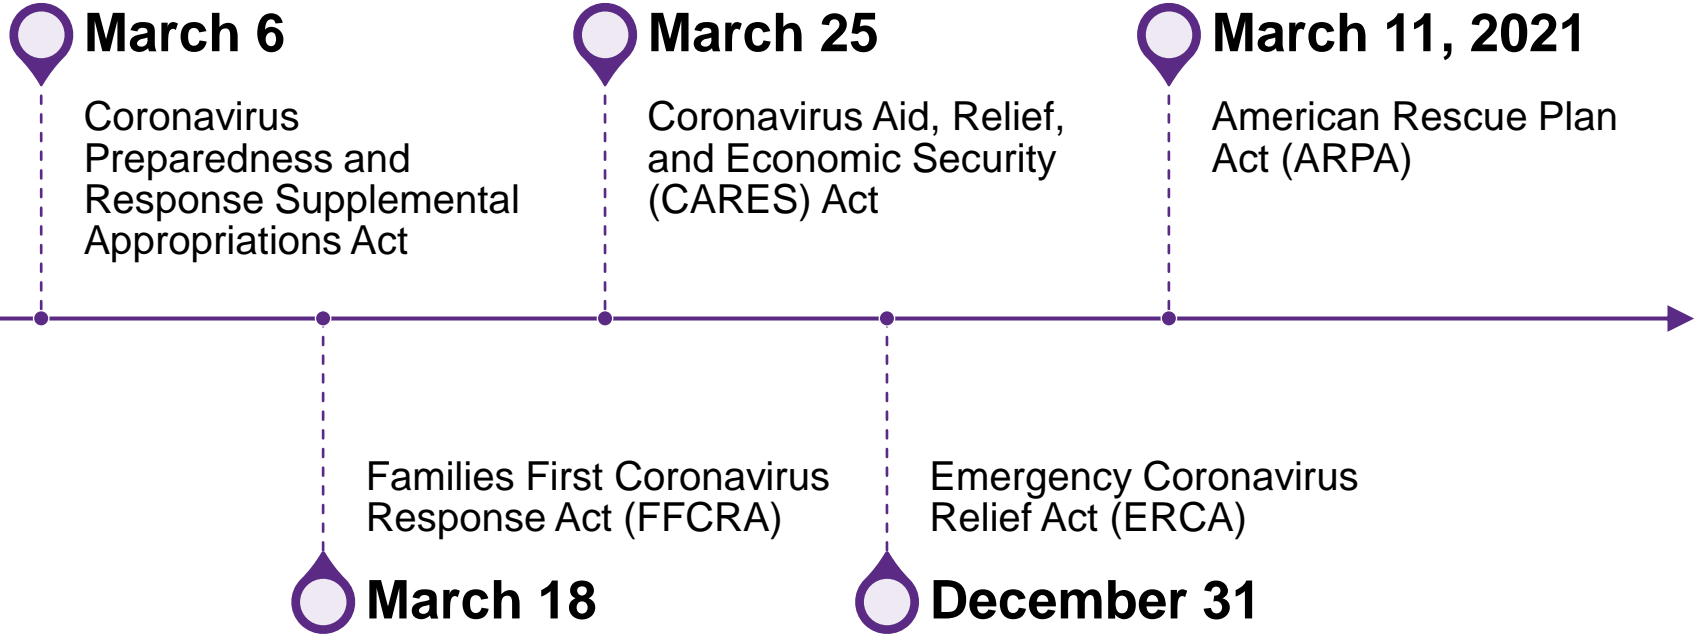 March 6
Coronavirus
Preparedness and
Response Supplemental
Appropriations Act
Families First Coronavirus
Response Act (FFCRA)
March 18
March 25
Coronavirus Aid, Relief,
and Economic Security
(CARES) Act
Emergency Coronavirus
Relief Act (ERCA)
December 31
March 11, 2021
American Rescue Plan
Act (ARPA)